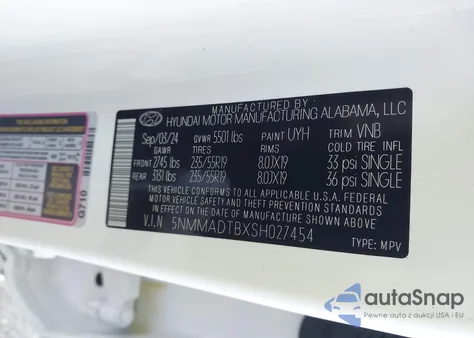 MANUFACTURED BY
HYUNDAI MOTOR MANUFACTURING ALABAMA, LLC
Sep/03/24 GVWR 5501 lbs PAINT UYH TRIM VNB
GAWR TIRES RIMS COLD TIRE INFL
FRONT 2745 lbs 235/55R19 8.0JX19 33 psi SINGLE
REAR 3131 lbs 235/55R19 8.0JX19 36 psi SINGLE
THIS VEHICLE CONFORMS TO ALL APPLICABLE U.S.A. FEDERAL
MOTOR VEHICLE SAFETY AND THEFT PREVENTION STANDARDS
IN EFFECT ON THE DATE OF MANUFACTURE SHOWN ABOVE.
V.I.N 5NMMADTBXSH027454
TYPE: MPV
G710
autoSnap
Pewne auta z aukcji USA i EU